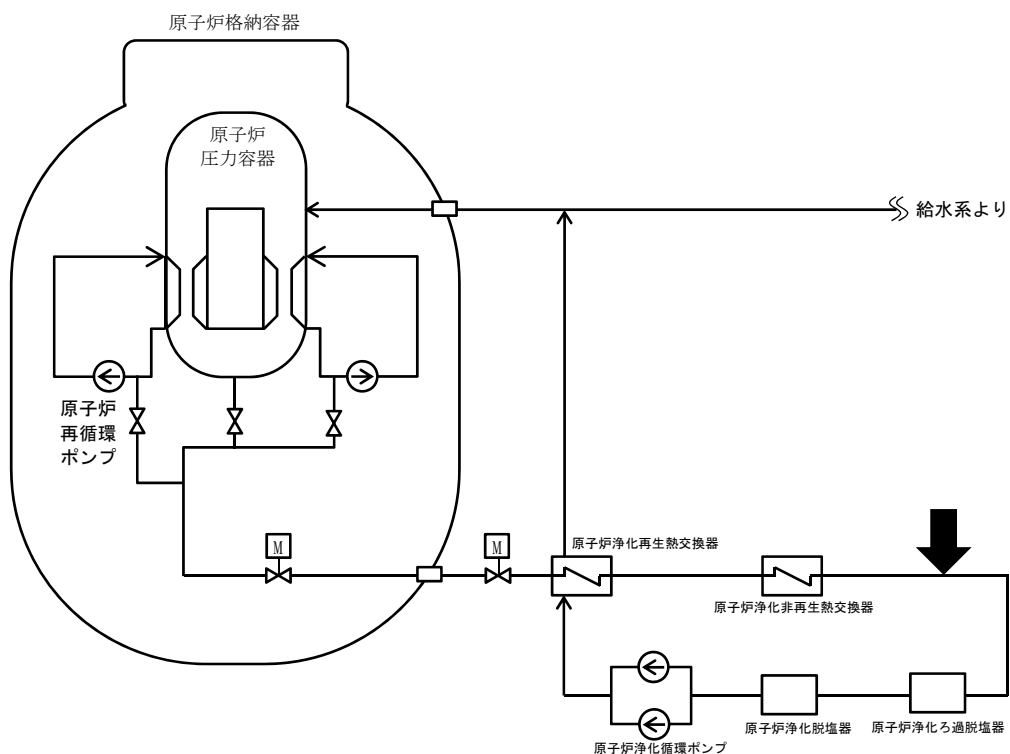 原子炉格納容器
原子炉
圧力容器
給水系より
原子炉
再循環
ポンプ
M
M
原子炉浄化再生熱交換器
原子炉浄化非再生熱交換器
原子炉浄化循環ポンプ
原子炉浄化脱塩器
原子炉浄化ろ過脱塩器